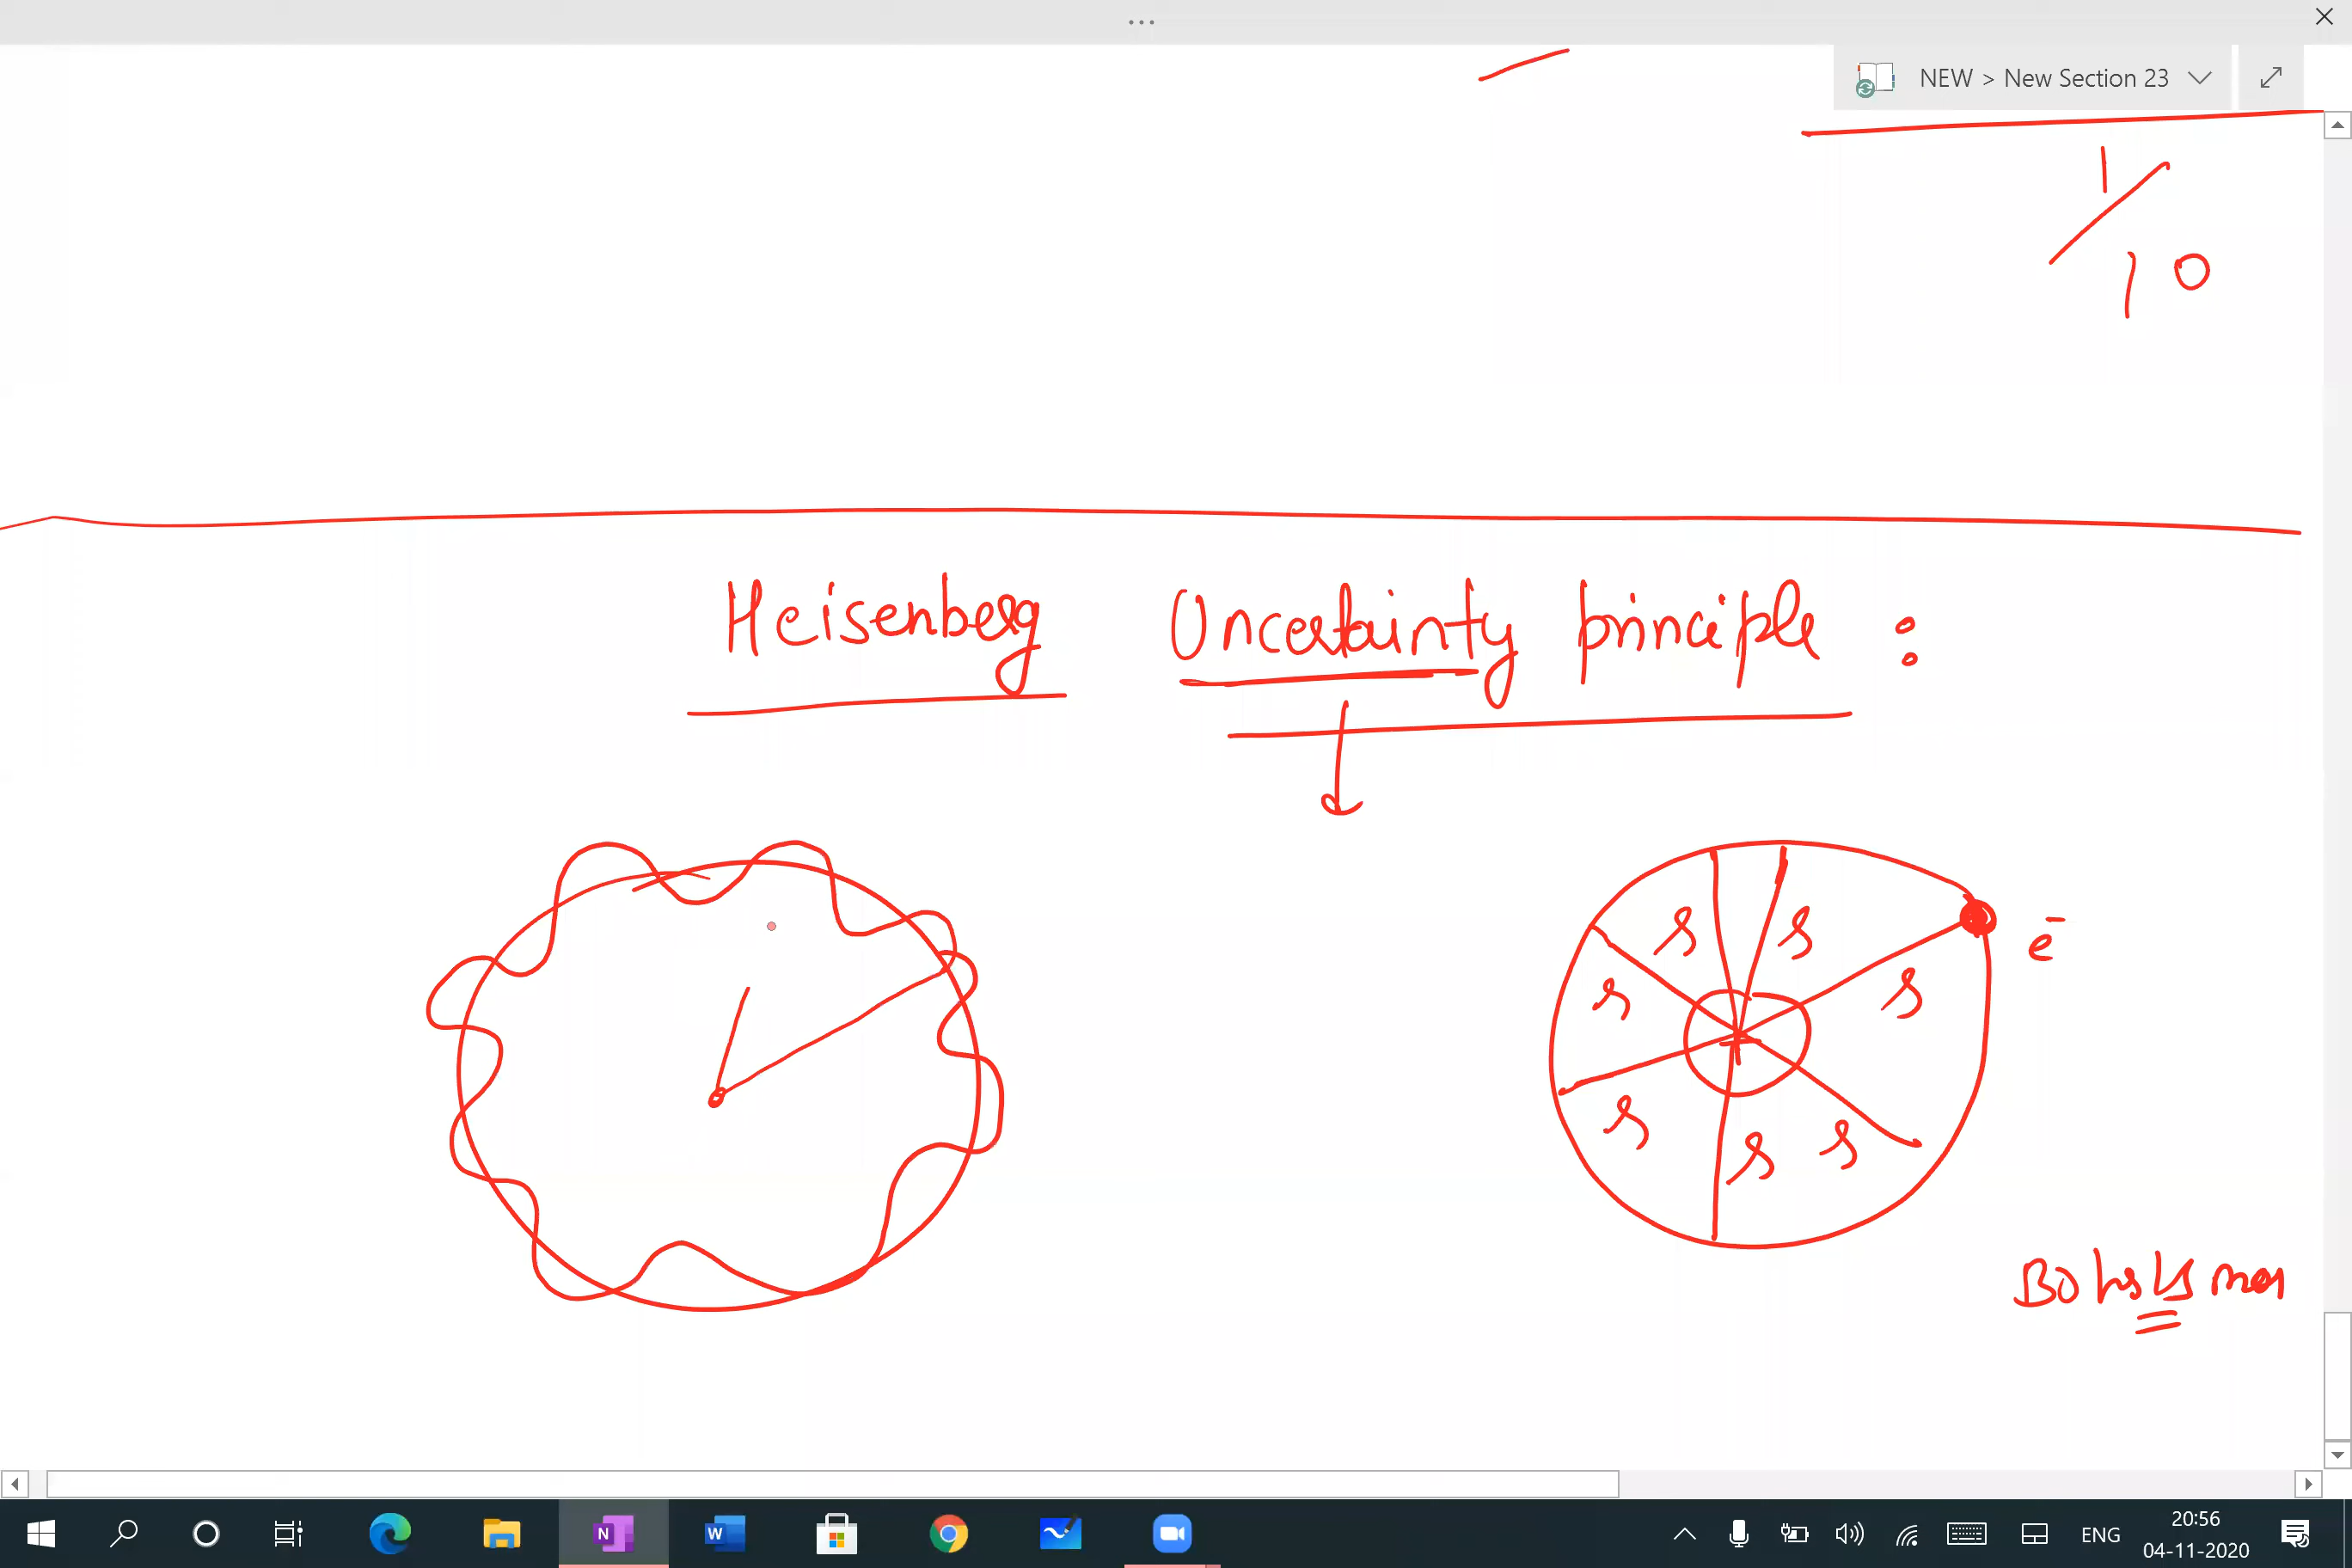 NEW > New Section 23
1/10
Heisenberg Uncertainty principle :
r r r e-
r
r r r
+
ENG
20:56
04-11-2020